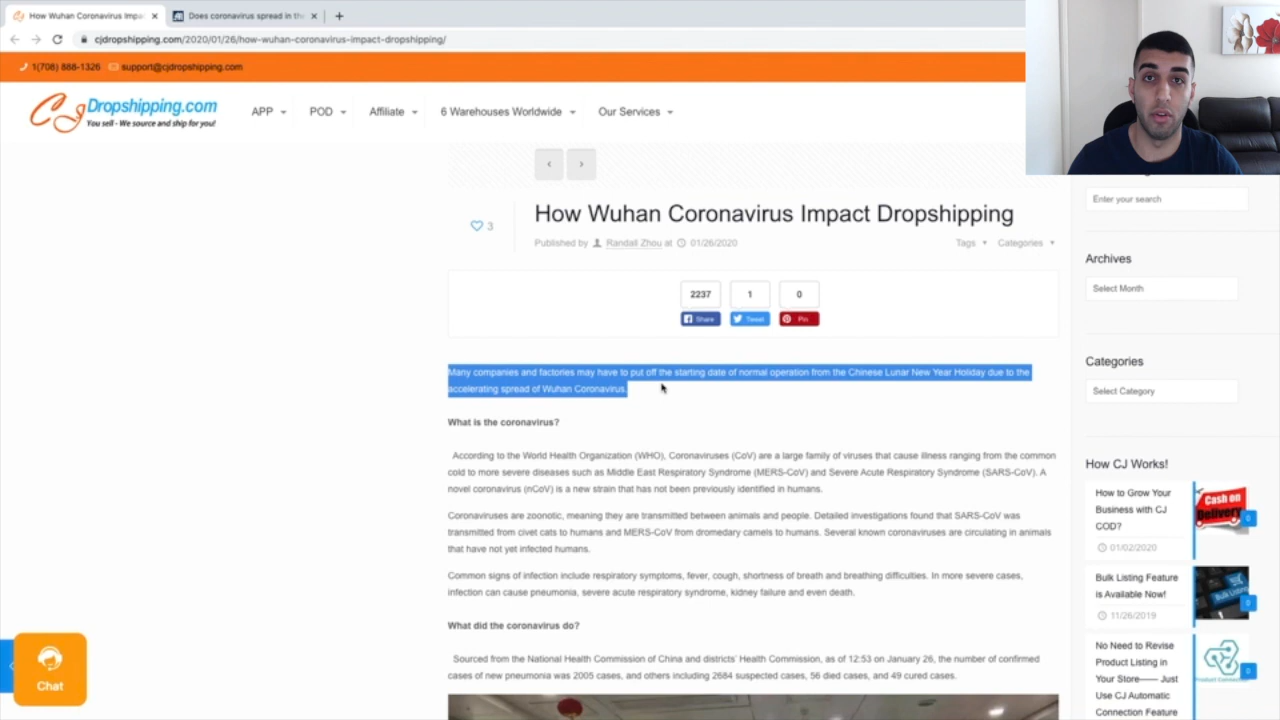 How Wuhan Coronavirus Impa
Does coronavirus spread in th
cjdropshipping.com/2020/01/26/how-wuhan-coronavirus-impact-dropshipping/
1(708) 888-1326 support@cjdropshipping.com
CJ Dropshipping.com
You sell - We source and ship for you!
APP
POD
Affiliate
6 Warehouses Worldwide
Our Services
How Wuhan Coronavirus Impact Dropshipping
3
Published by Randall Zhou at 01/26/2020
Tags Categories
2237 1 0
Share Tweet Pin
Many companies and factories may have to put off the starting date of normal operation from the Chinese Lunar New Year Holiday due to the
accelerating spread of Wuhan Coronavirus.
What is the coronavirus?
According to the World Health Organization (WHO), Coronaviruses (CoV) are a large family of viruses that cause illness ranging from the common
cold to more severe diseases such as Middle East Respiratory Syndrome (MERS-CoV) and Severe Acute Respiratory Syndrome (SARS-CoV). A
novel coronavirus (nCoV) is a new strain that has not been previously identified in humans.
Coronaviruses are zoonotic, meaning they are transmitted between animals and people. Detailed investigations found that SARS-CoV was
transmitted from civet cats to humans and MERS-CoV from dromedary camels to humans. Several known coronaviruses are circulating in animals
that have not yet infected humans.
Common signs of infection include respiratory symptoms, fever, cough, shortness of breath and breathing difficulties. In more severe cases,
infection can cause pneumonia, severe acute respiratory syndrome, kidney failure and even death.
What did the coronavirus do?
Sourced from the National Health Commission of China and districts' Health Commission, as of 12:53 on January 26, the number of confirmed
cases of new pneumonia was 2005 cases, and others including 2684 suspected cases, 56 died cases, and 49 cured cases.
Enter your search
Archives
Select Month
Categories
Select Category
How CJ Works!
How to Grow Your
Business with CJ
COD?
01/02/2020
Cash on
Delivery
0
Bulk Listing Feature
is Available Now!
11/26/2019
Bulk Listing
0
No Need to Revise
Product Listing in
Your Store—— Just
Use CJ Automatic
Connection Feature
Product Connection
0
Chat